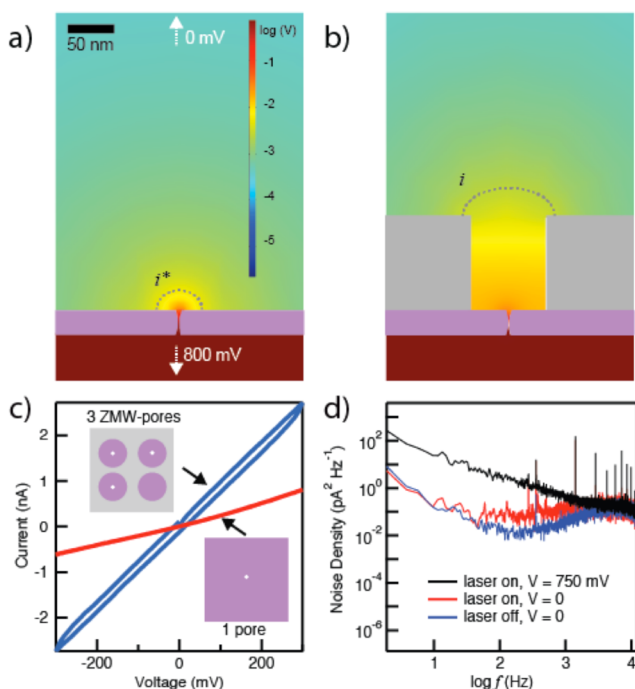 a)
50 nm
0 mV
log (V)
-1
-2
-3
-4
-5
i*
800 mV
b)
i
c)
3 ZMW-pores
Current (nA)
2
1
0
-1
-2
1 pore
-200
0
200
Voltage (mV)
d)
Noise Density (pA² Hz⁻¹)
10²
10⁰
10⁻²
10⁻⁴
10⁻⁶
laser on, V = 750 mV
laser on, V = 0
laser off, V = 0
1
2
3
4
log f (Hz)